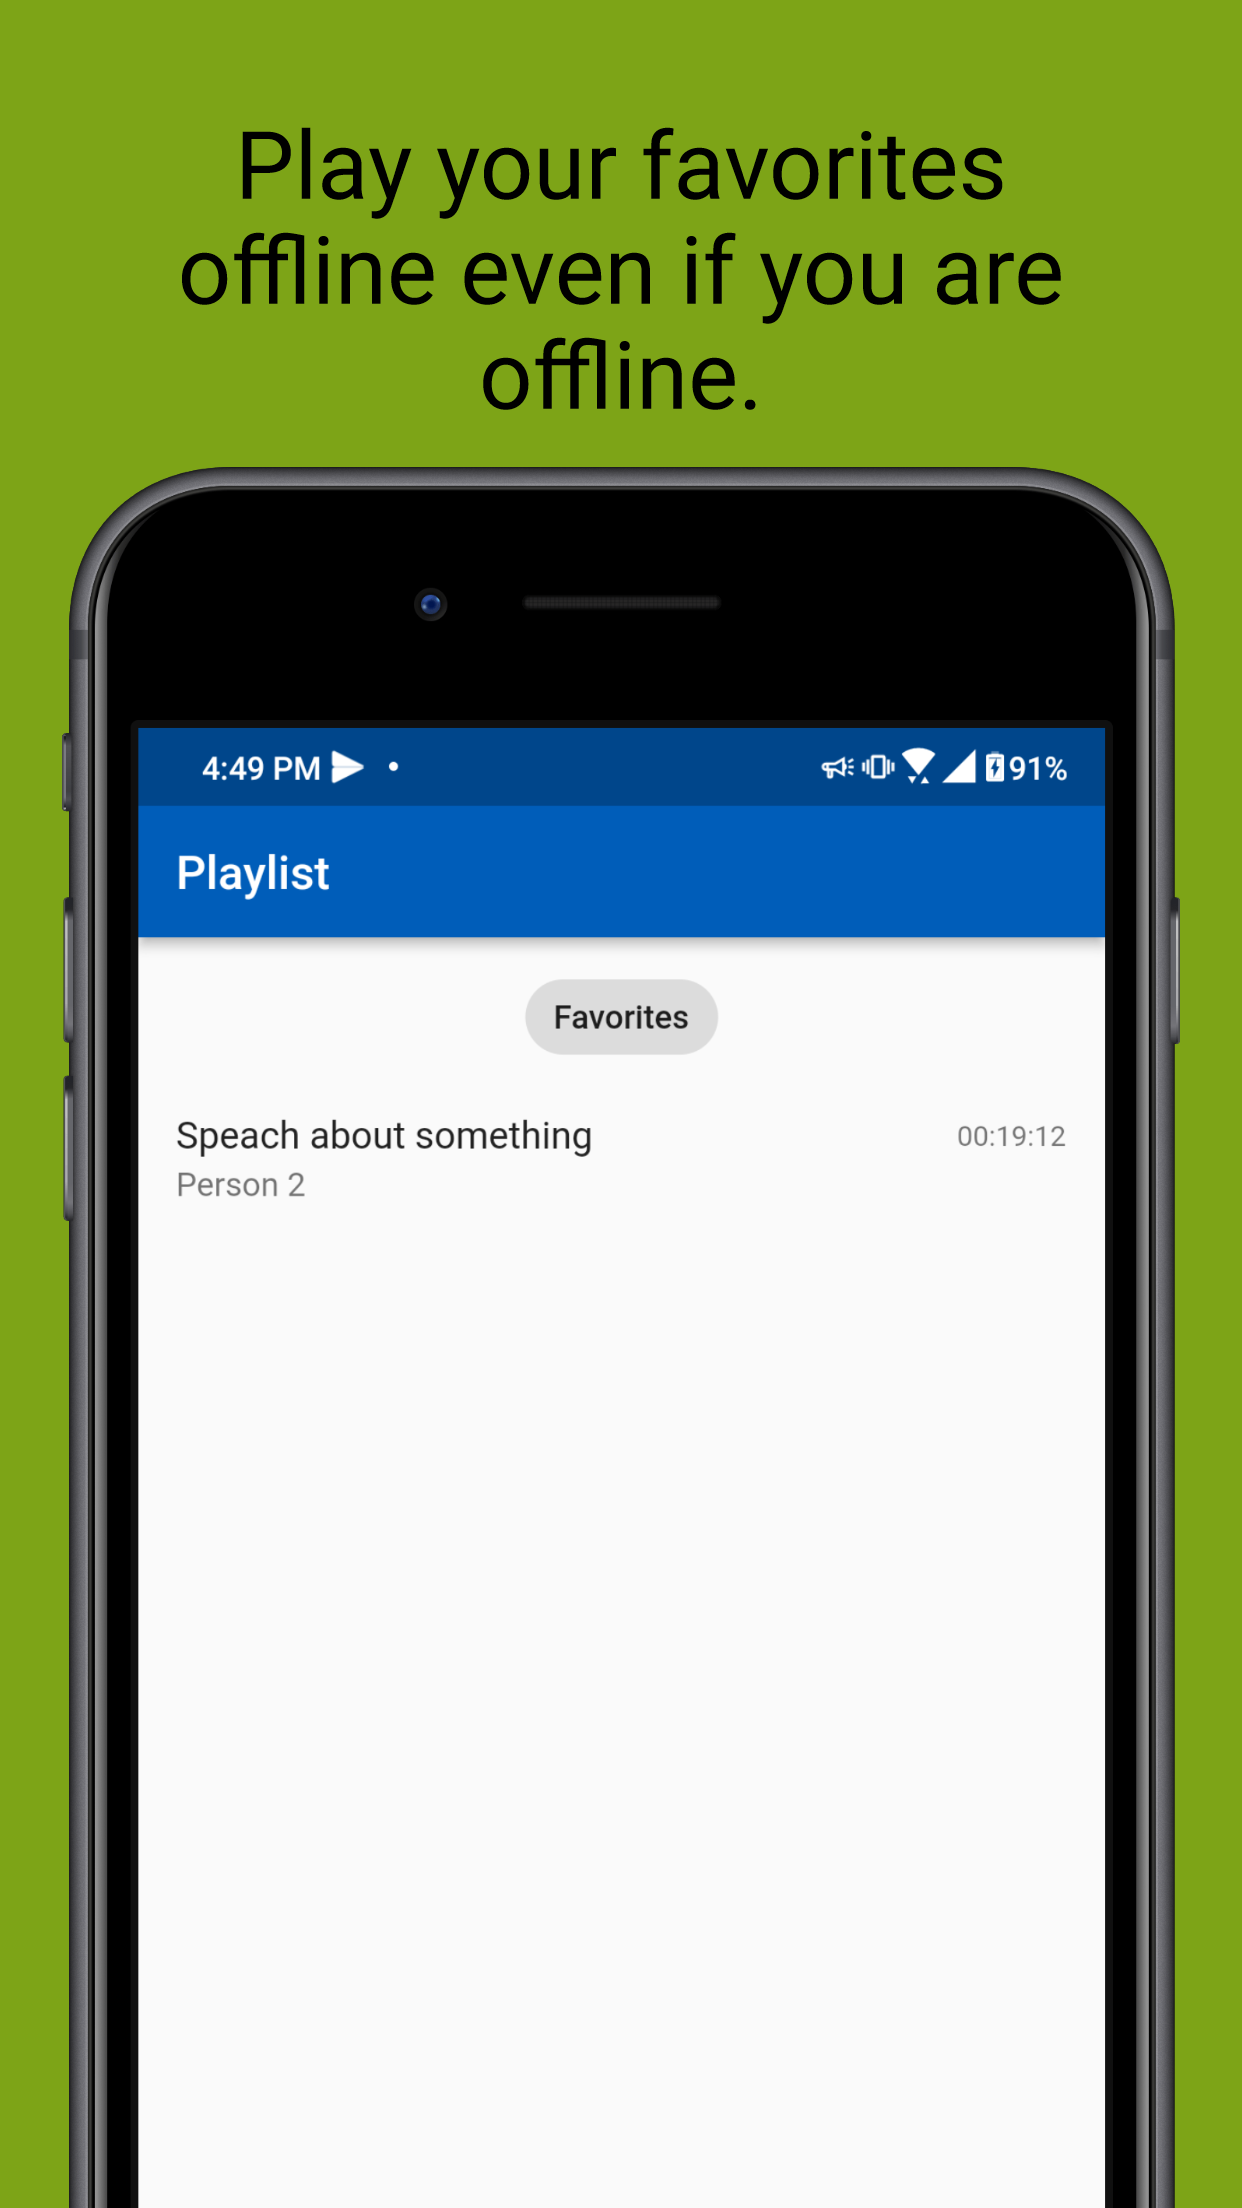 Play your favorites
offline even if you are
offline.
4:49 PM
91%
Playlist
Favorites
Speach about something
00:19:12
Person 2